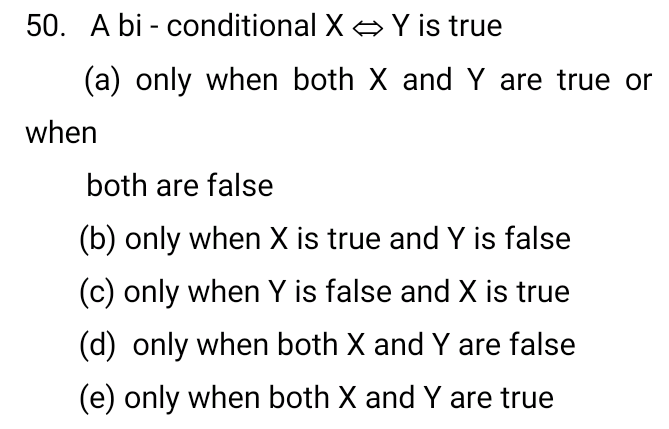 50. A bi - conditional X ⇔ Y is true
(a) only when both X and Y are true or
when
both are false
(b) only when X is true and Y is false
(c) only when Y is false and X is true
(d) only when both X and Y are false
(e) only when both X and Y are true